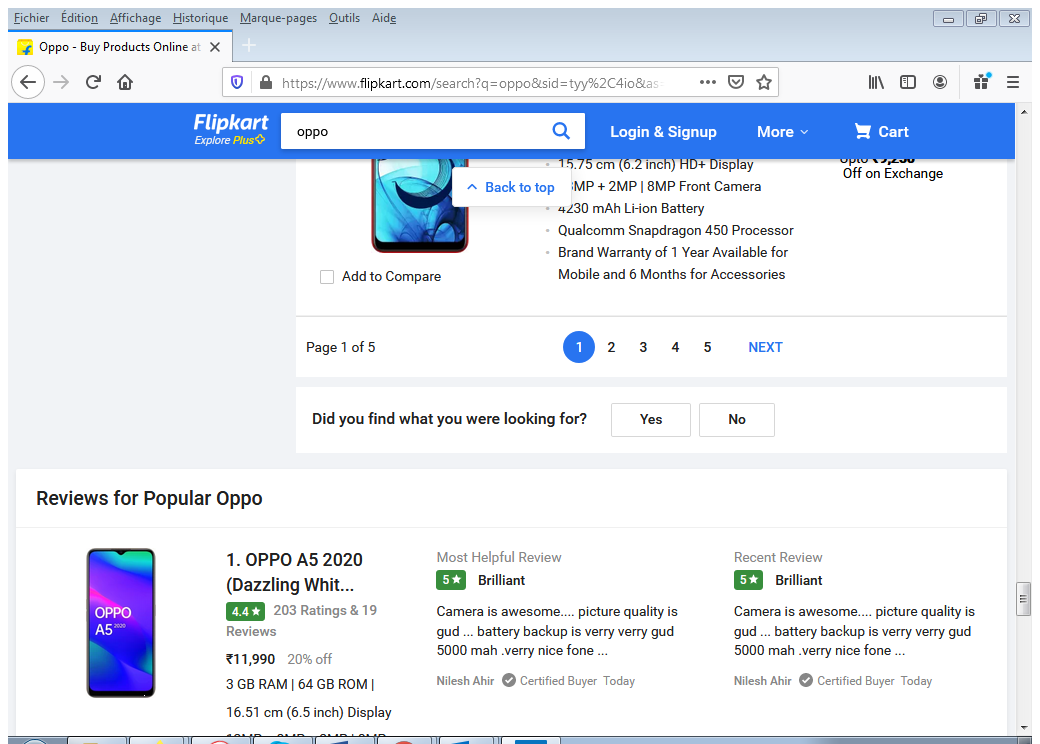 Fichier Édition Affichage Historique Marque-pages Outils Aide
Oppo - Buy Products Online at
https://www.flipkart.com/search?q=oppo&sid=tyy%2C4io&as
Flipkart
Explore Plus
oppo
Login & Signup
More
Cart
15.75 cm (6.2 inch) HD+ Display
Upto ₹9,250
Off on Exchange
Back to top
MP + 2MP | 8MP Front Camera
4230 mAh Li-ion Battery
Qualcomm Snapdragon 450 Processor
Brand Warranty of 1 Year Available for
Mobile and 6 Months for Accessories
Add to Compare
Page 1 of 5
1 2 3 4 5 NEXT
Did you find what you were looking for?
Yes
No
Reviews for Popular Oppo
OPPO
A5 2020
1. OPPO A5 2020
(Dazzling Whit...
4.4 ★ 203 Ratings & 19
Reviews
₹11,990 20% off
3 GB RAM | 64 GB ROM |
16.51 cm (6.5 inch) Display
Most Helpful Review
5 ★ Brilliant
Camera is awesome.... picture quality is
gud ... battery backup is verry verry gud
5000 mah .verry nice fone ...
Nilesh Ahir Certified Buyer Today
Recent Review
5 ★ Brilliant
Camera is awesome.... picture quality is
gud ... battery backup is verry verry gud
5000 mah .verry nice fone ...
Nilesh Ahir Certified Buyer Today